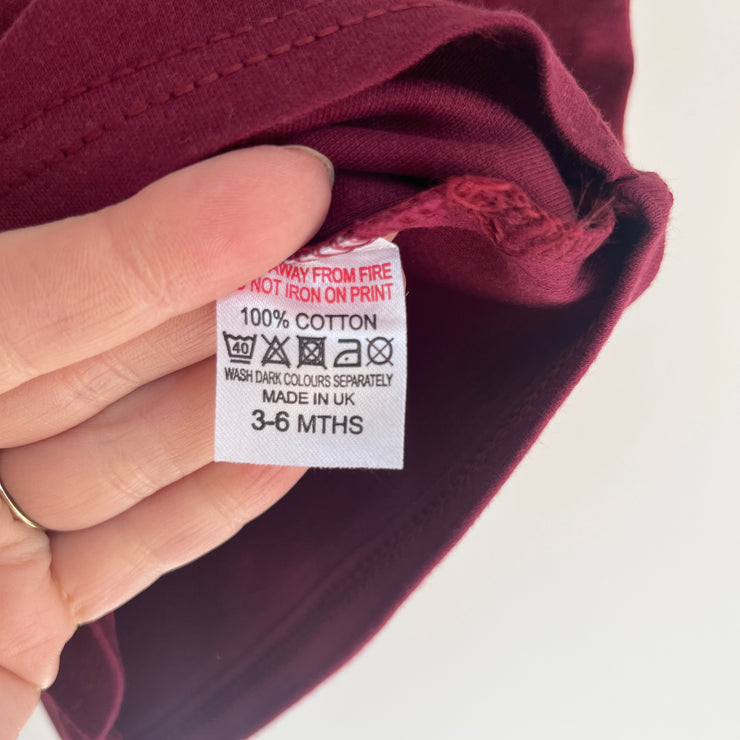 AWAY FROM FIRE
NOT IRON ON PRINT
100% COTTON
40
WASH DARK COLOURS SEPARATELY
MADE IN UK
3-6 MTHS